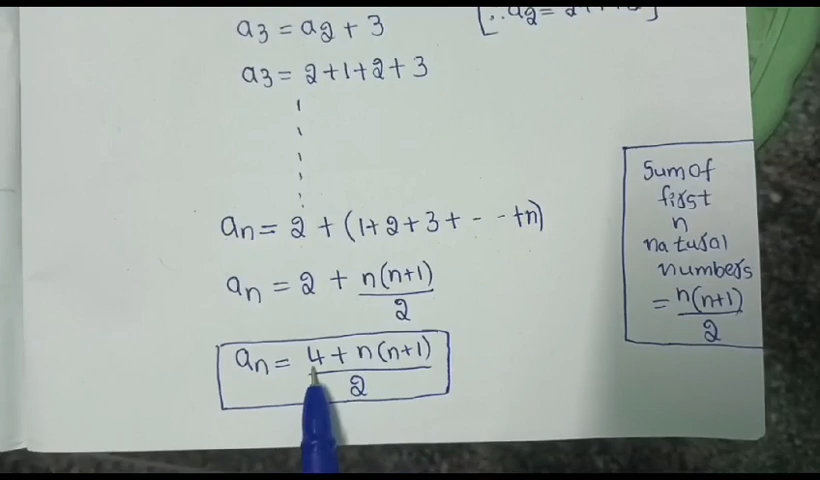 a3 = a2 + 3
a3 = 2+1+2+3
an = 2 + (1+2+3+ - - +n)
an = 2 + n(n+1)/2
an = 4 + n(n+1)/2
Sum of
first
n
natural
numbers
= n(n+1)/2